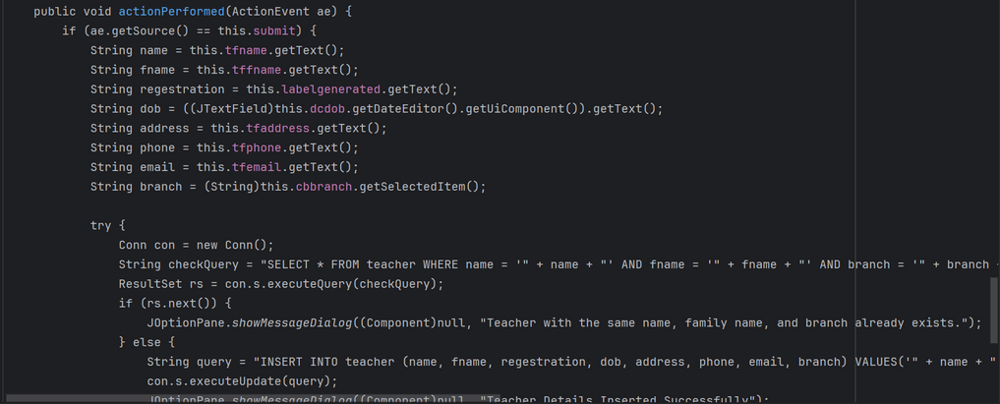 public void actionPerformed(ActionEvent ae) {
if (ae.getSource() == this.submit) {
String name = this.tfname.getText();
String fname = this.tffname.getText();
String regestration = this.labelgenerated.getText();
String dob = ((JTextField)this.dcdob.getDateEditor().getUiComponent()).getText();
String address = this.tfaddress.getText();
String phone = this.tfphone.getText();
String email = this.tfemail.getText();
String branch = (String)this.cbbranch.getSelectedItem();
try {
Conn con = new Conn();
String checkQuery = "SELECT * FROM teacher WHERE name = '" + name + "' AND fname = '" + fname + "' AND branch = '" + branch
ResultSet rs = con.s.executeQuery(checkQuery);
if (rs.next()) {
JOptionPane.showMessageDialog((Component)null, "Teacher with the same name, family name, and branch already exists.");
} else {
String query = "INSERT INTO teacher (name, fname, regestration, dob, address, phone, email, branch) VALUES('" + name + "
con.s.executeUpdate(query);
JOptionPane.showMessageDialog((Component)null, "Teacher Details Inserted Successfully");